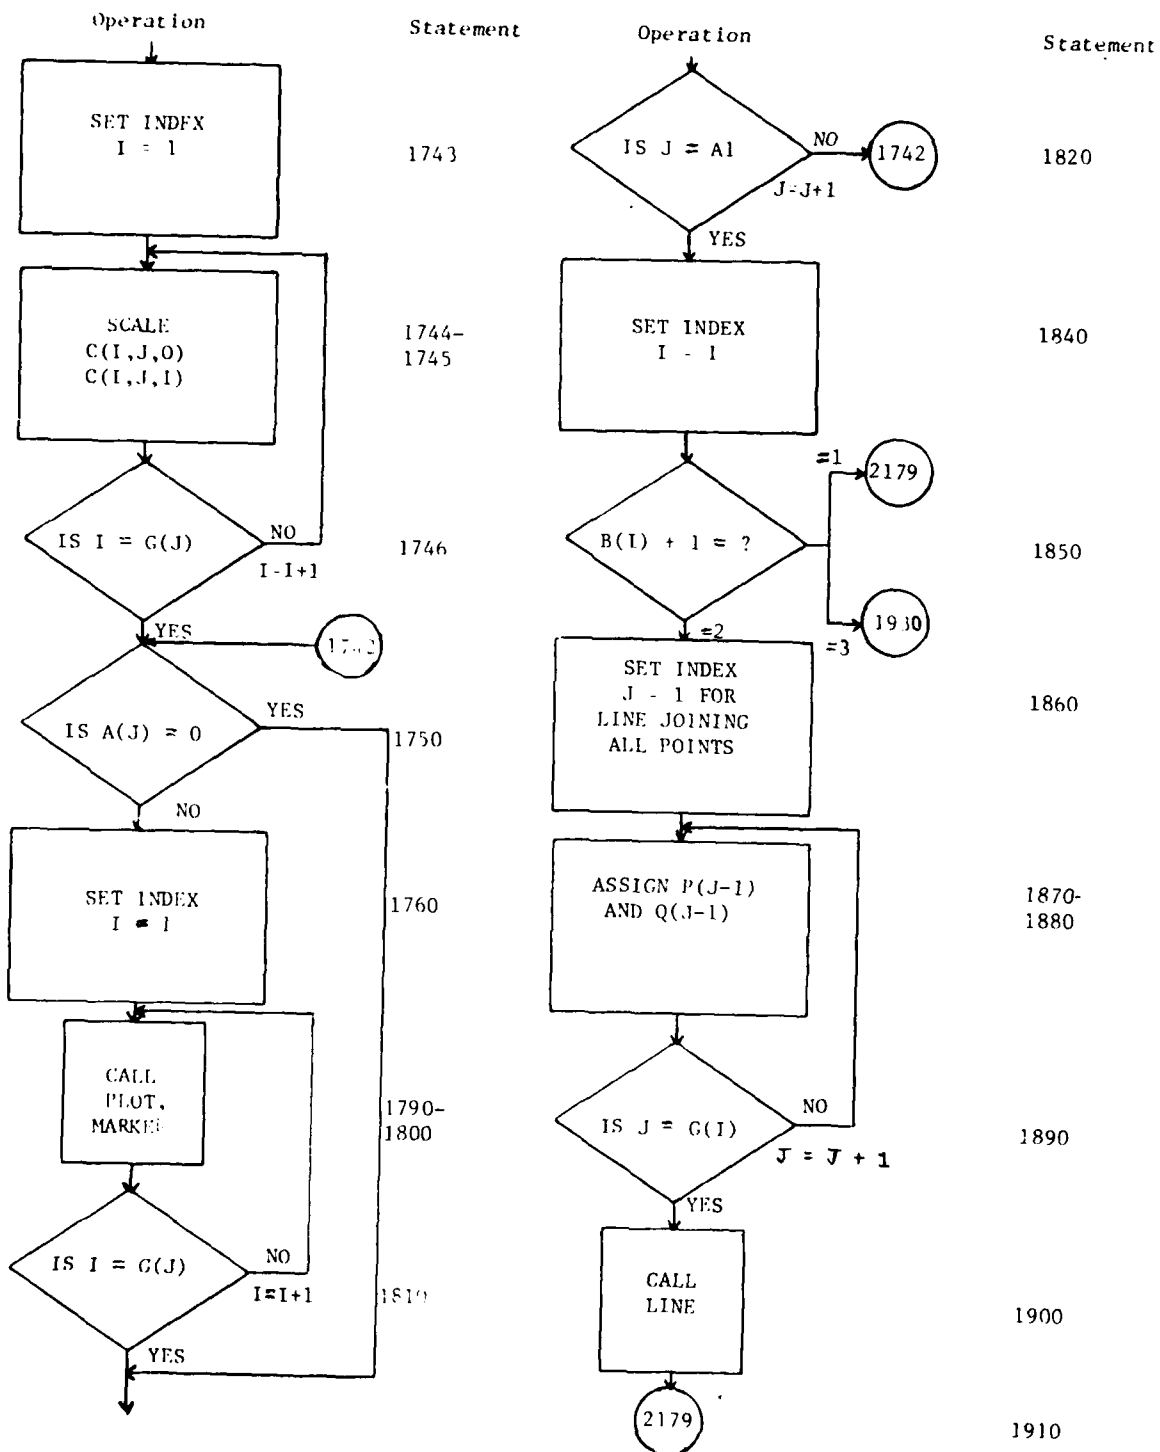 Operation
Statement
SET INDEX
I = 1
1743
SCALE
C(I,J,0)
C(I,J,1)
1744-
1745
IS I = G(J)
NO
I-I+1
1746
YES
IS A(J) = 0
YES
1750
NO
SET INDEX
I = 1
1760
CALL
PLOT,
MARKER
1790-
1800
IS I = G(J)
NO
I=I+1
1810
YES
Operation
Statement
IS J = A1
NO
1742
J=J+1
1820
YES
SET INDEX
I - 1
1840
B(I) + 1 = ?
=1
2179
1850
=3
1930
=2
SET INDEX
J - 1 FOR
LINE JOINING
ALL POINTS
1860
ASSIGN P(J-1)
AND Q(J-1)
1870-
1880
IS J = G(I)
NO
J = J + 1
1890
YES
CALL
LINE
1900
2179
1910